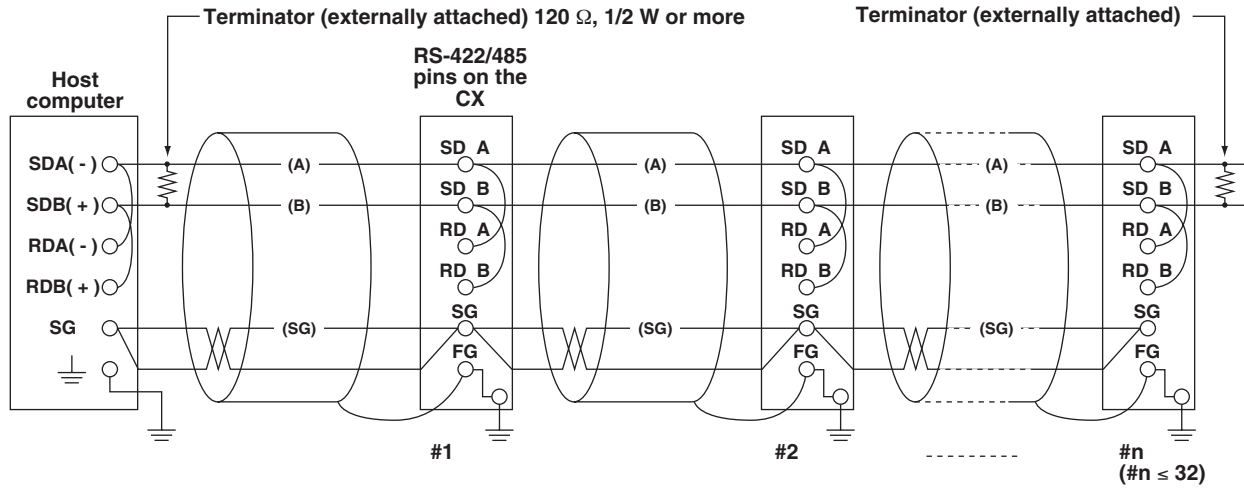 Terminator (externally attached) 120 Ω, 1/2 W or more
Terminator (externally attached)
Host
computer
RS-422/485
pins on the
CX
SDA( - )
SDB( + )
RDA( - )
RDB( + )
SG
(A)
(B)
(SG)
SD A
SD B
RD A
RD B
SG
FG
#1
(A)
(B)
(SG)
SD A
SD B
RD A
RD B
SG
FG
#2
(A)
(B)
(SG)
SD A
SD B
RD A
RD B
SG
FG
#n
(#n ≤ 32)